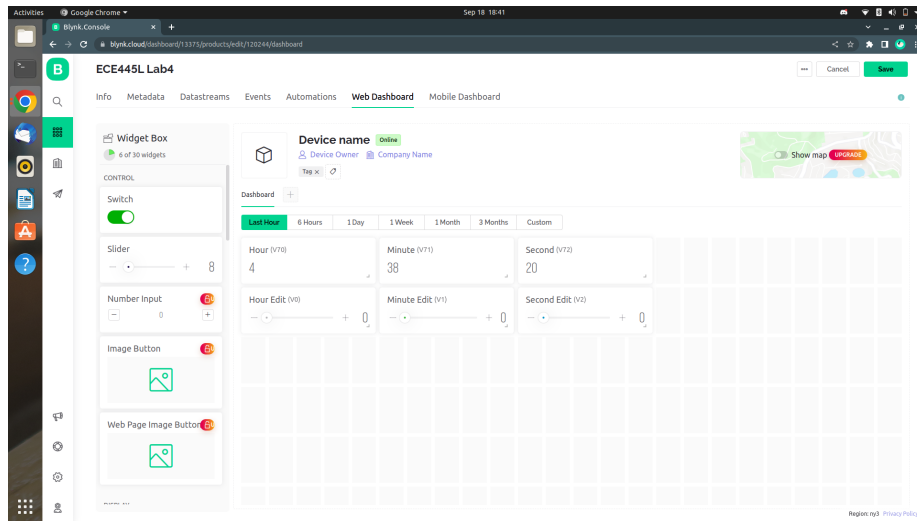 Activities Google Chrome Sep 18 18:41
Blynk.Console × +
blynk.cloud/dashboard/13375/products/edit/120244/dashboard
B ECE445L Lab4 Cancel Save
Info Metadata Datastreams Events Automations Web Dashboard Mobile Dashboard
Widget Box
6 of 30 widgets
CONTROL
Switch
Slider
8
Number Input
0
Image Button
Web Page Image Button
Device name Online
Device Owner Company Name
Tag ×
Show map UPGRADE
Dashboard +
Last Hour 6 Hours 1 Day 1 Week 1 Month 3 Months Custom
Hour (V70) Minute (V71) Second (V72)
4 38 20
Hour Edit (V0) Minute Edit (V1) Second Edit (V2)
— + 0 — + 0 — + 0
Region: ny3 Privacy Policy